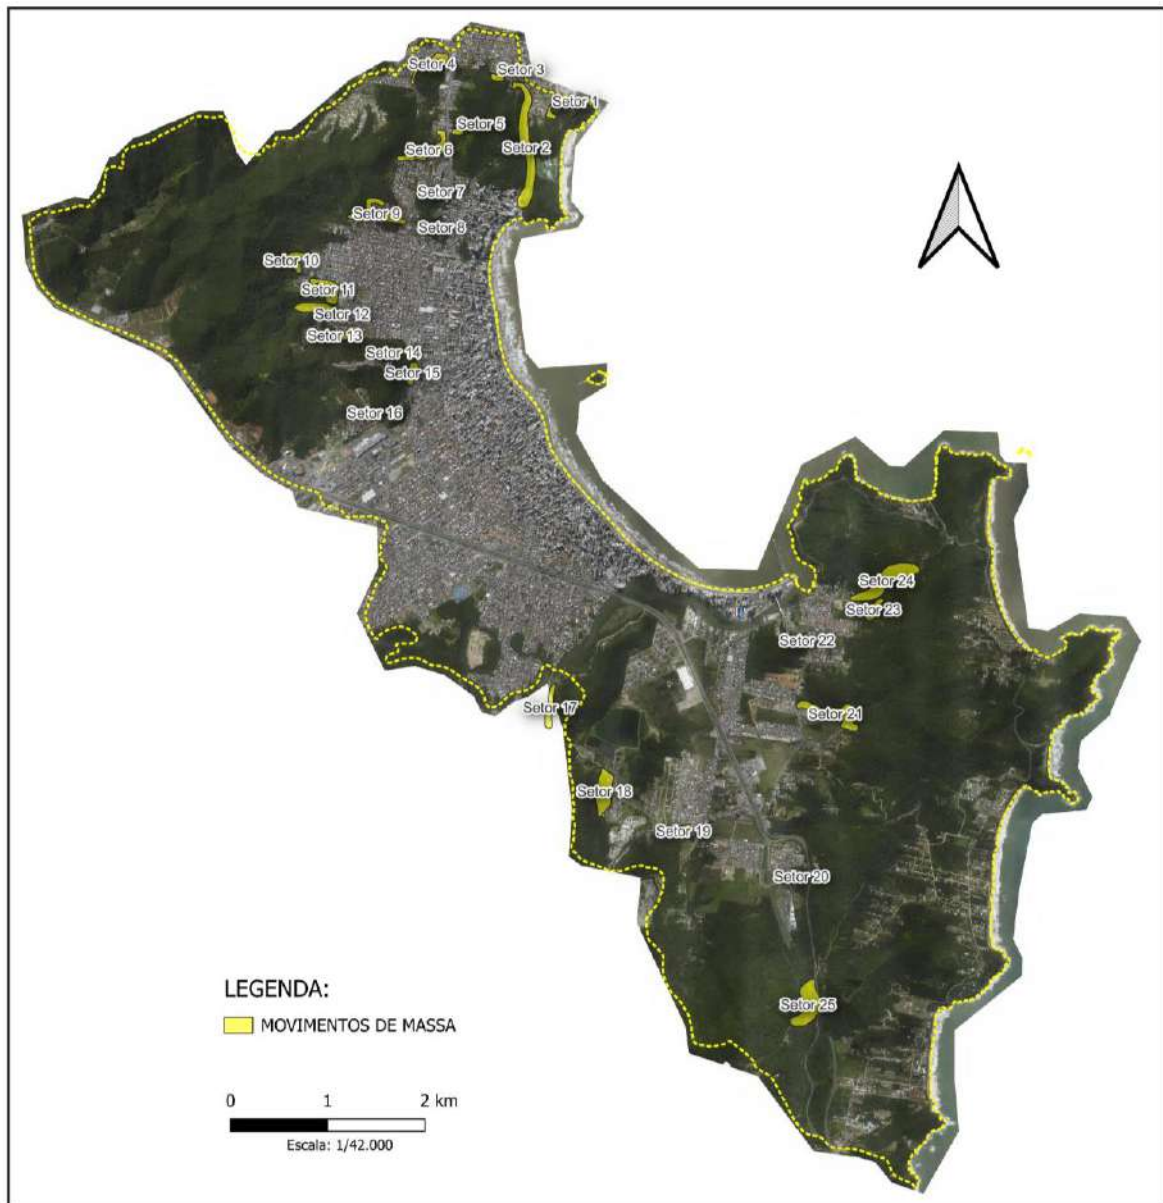 Setor 4
Setor 3
Setor 1
Setor 5
Setor 6
Setor 2
Setor 7
Setor 9
Setor 8
Setor 10
Setor 11
Setor 12
Setor 13
Setor 14
Setor 15
Setor 16
Setor 24
Setor 23
Setor 22
Setor 17
Setor 21
Setor 18
Setor 19
Setor 20
Setor 25
LEGENDA:
MOVIMENTOS DE MASSA
0 1 2 km
Escala: 1/42.000